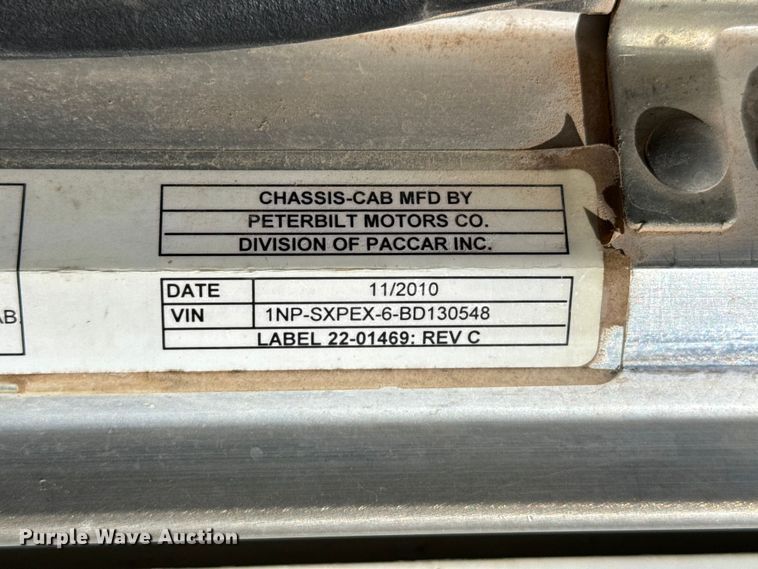 CHASSIS-CAB MFD BY
PETERBILT MOTORS CO.
DIVISION OF PACCAR INC.
AB.
DATE 11/2010
VIN 1NP-SXPEX-6-BD130548
LABEL 22-01469: REV C
Purple Wave Auction